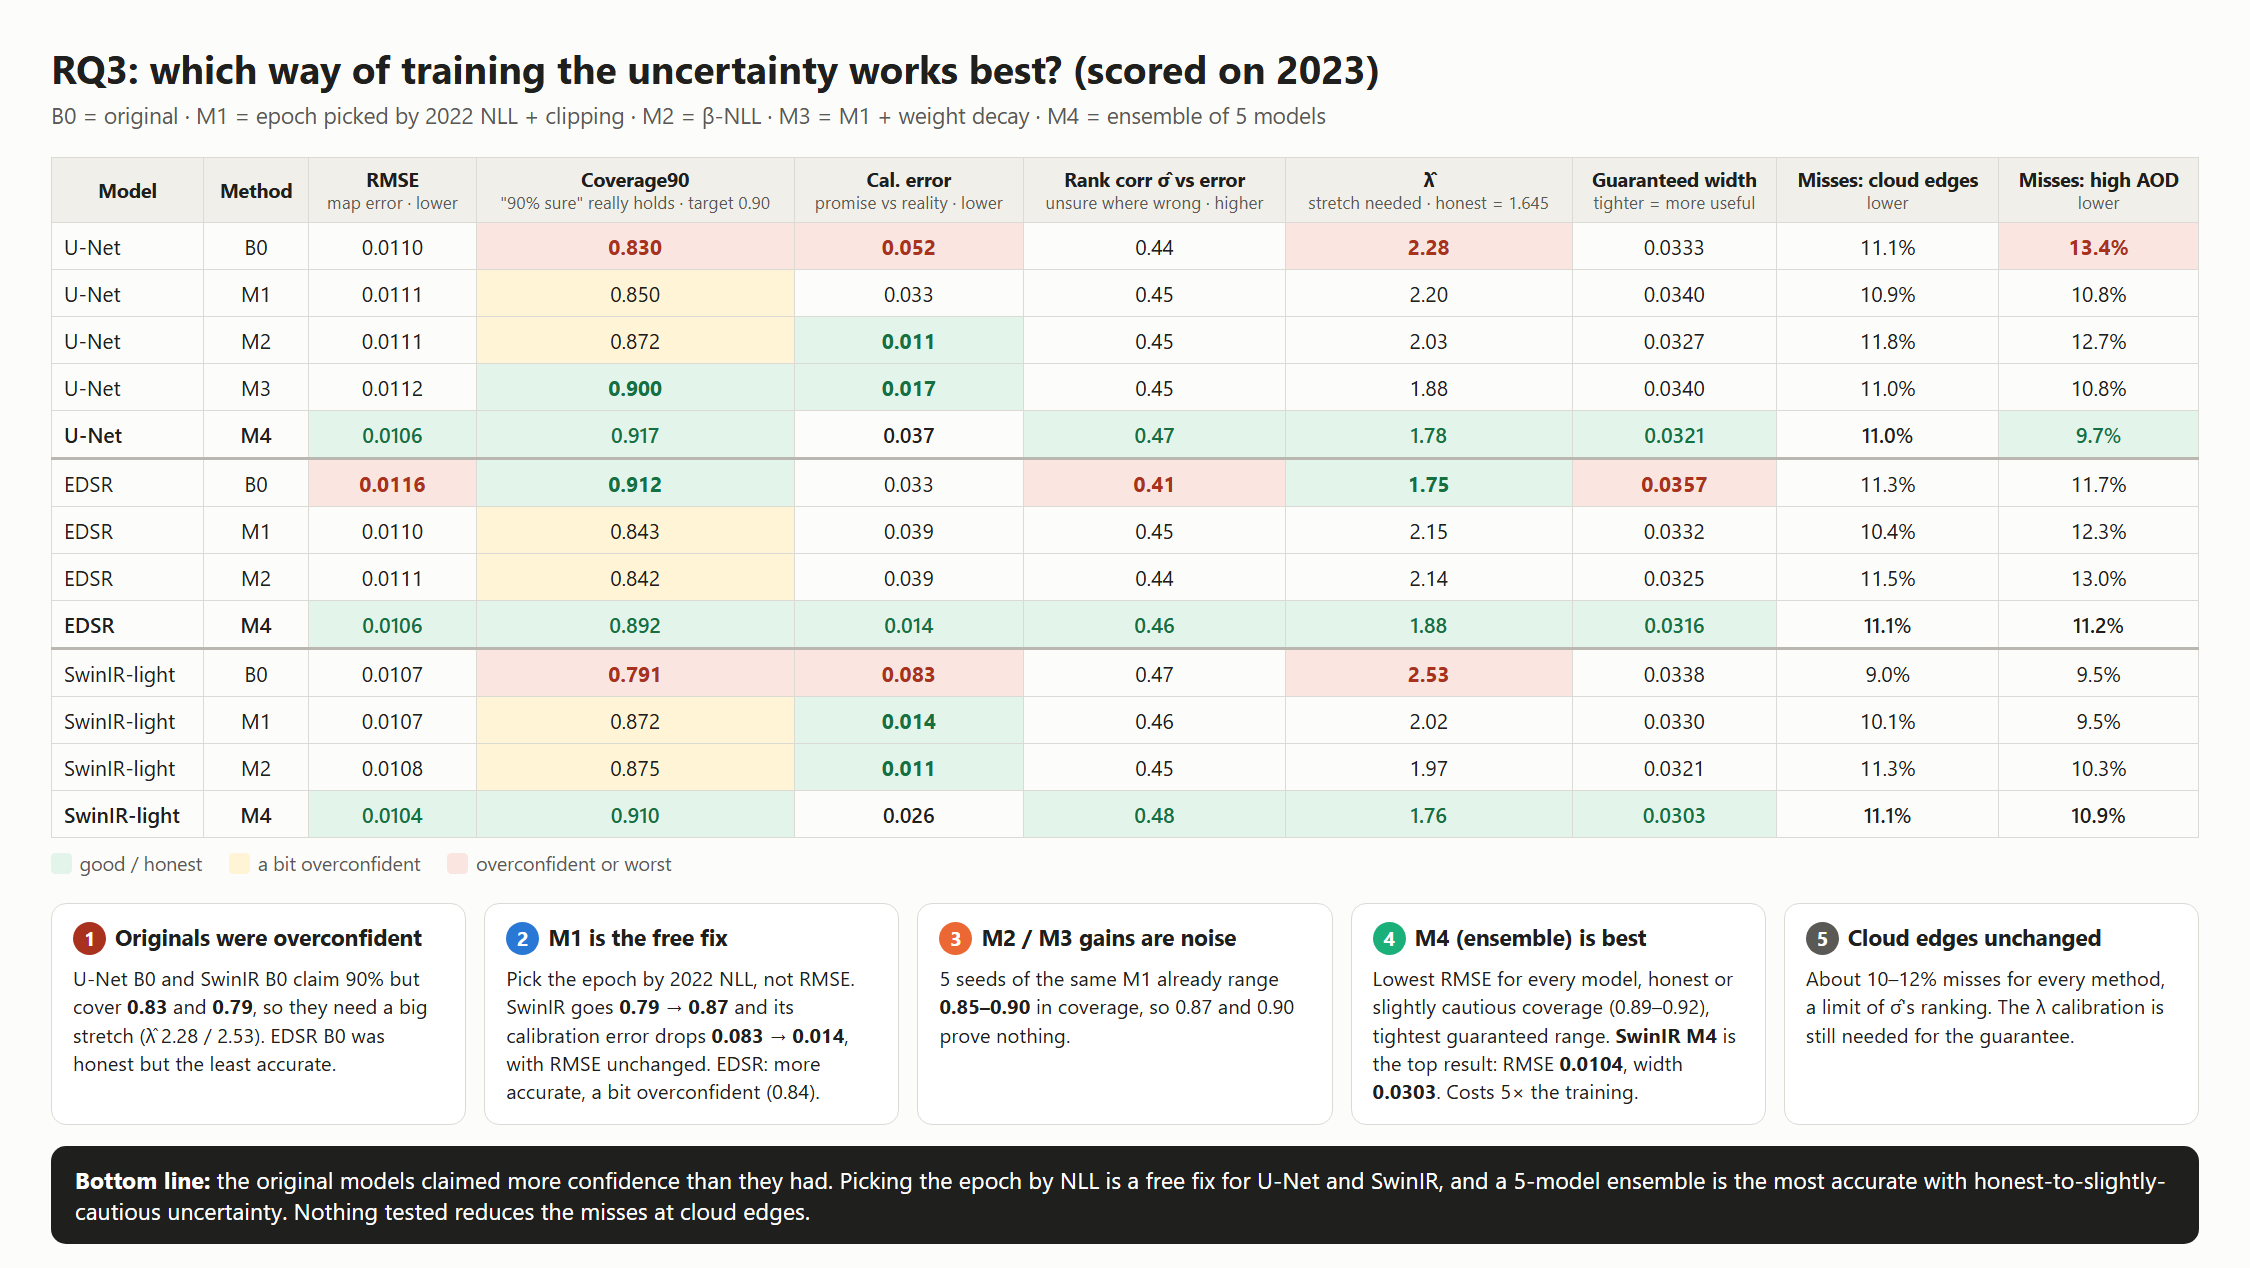 RQ3: which way of training the uncertainty works best? (scored on 2023)
B0 = original · M1 = epoch picked by 2022 NLL + clipping · M2 = β-NLL · M3 = M1 + weight decay · M4 = ensemble of 5 models
Model Method RMSE Coverage90 Cal. error Rank corr σ̂ vs error λ̂ Guaranteed width Misses: cloud edges Misses: high AOD
map error · lower "90% sure" really holds · target 0.90 promise vs reality · lower unsure where wrong · higher stretch needed · honest = 1.645 tighter = more useful lower lower
U-Net B0 0.0110 0.830 0.052 0.44 2.28 0.0333 11.1% 13.4%
U-Net M1 0.0111 0.850 0.033 0.45 2.20 0.0340 10.9% 10.8%
U-Net M2 0.0111 0.872 0.011 0.45 2.03 0.0327 11.8% 12.7%
U-Net M3 0.0112 0.900 0.017 0.45 1.88 0.0340 11.0% 10.8%
U-Net M4 0.0106 0.917 0.037 0.47 1.78 0.0321 11.0% 9.7%
EDSR B0 0.0116 0.912 0.033 0.41 1.75 0.0357 11.3% 11.7%
EDSR M1 0.0110 0.843 0.039 0.45 2.15 0.0332 10.4% 12.3%
EDSR M2 0.0111 0.842 0.039 0.44 2.14 0.0325 11.5% 13.0%
EDSR M4 0.0106 0.892 0.014 0.46 1.88 0.0316 11.1% 11.2%
SwinIR-light B0 0.0107 0.791 0.083 0.47 2.53 0.0338 9.0% 9.5%
SwinIR-light M1 0.0107 0.872 0.014 0.46 2.02 0.0330 10.1% 9.5%
SwinIR-light M2 0.0108 0.875 0.011 0.45 1.97 0.0321 11.3% 10.3%
SwinIR-light M4 0.0104 0.910 0.026 0.48 1.76 0.0303 11.1% 10.9%
good / honest a bit overconfident overconfident or worst
1 Originals were overconfident
U-Net B0 and SwinIR B0 claim 90% but
cover 0.83 and 0.79, so they need a big
stretch (λ̂ 2.28 / 2.53). EDSR B0 was
honest but the least accurate.
2 M1 is the free fix
Pick the epoch by 2022 NLL, not RMSE.
SwinIR goes 0.79 → 0.87 and its
calibration error drops 0.083 → 0.014,
with RMSE unchanged. EDSR: more
accurate, a bit overconfident (0.84).
3 M2 / M3 gains are noise
5 seeds of the same M1 already range
0.85–0.90 in coverage, so 0.87 and 0.90
prove nothing.
4 M4 (ensemble) is best
Lowest RMSE for every model, honest or
slightly cautious coverage (0.89–0.92),
tightest guaranteed range. SwinIR M4 is
the top result: RMSE 0.0104, width
0.0303. Costs 5× the training.
5 Cloud edges unchanged
About 10–12% misses for every method,
a limit of σ̂'s ranking. The λ calibration is
still needed for the guarantee.
Bottom line: the original models claimed more confidence than they had. Picking the epoch by NLL is a free fix for U-Net and SwinIR, and a 5-model ensemble is the most accurate with honest-to-slightly-
cautious uncertainty. Nothing tested reduces the misses at cloud edges.